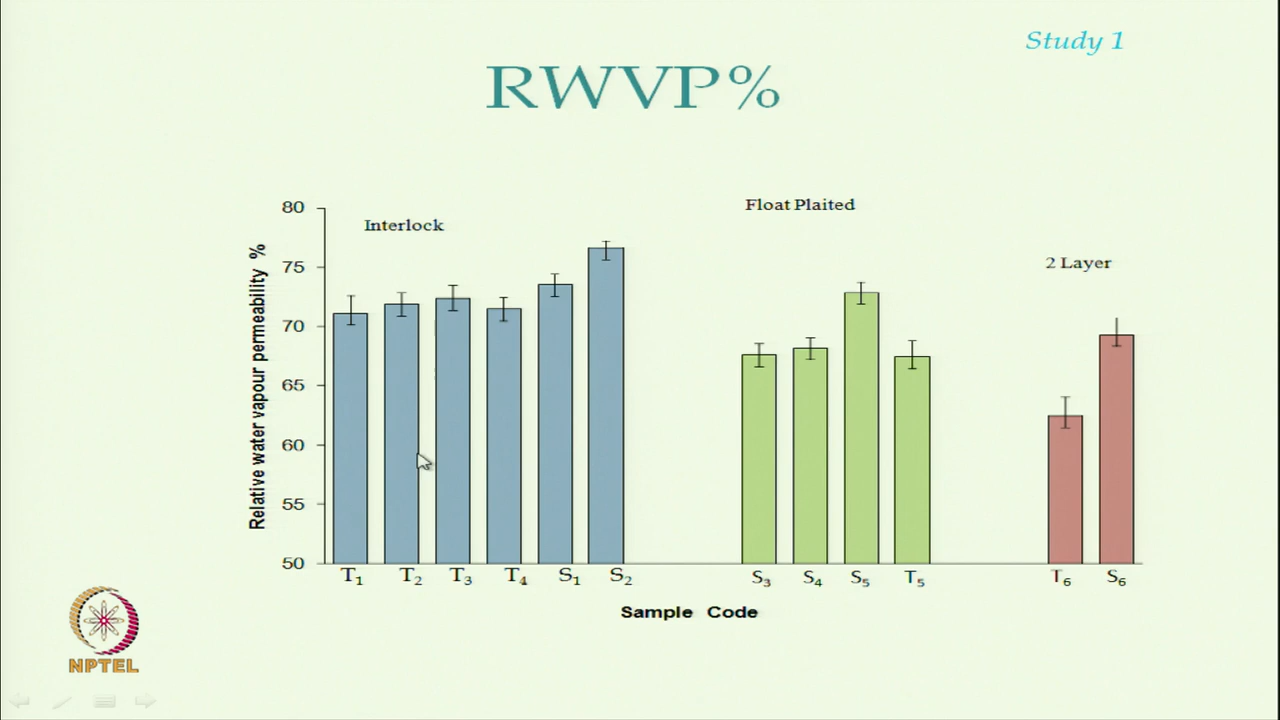 Study 1
RWVP%
Relative water vapour permeability %
80
75
70
65
60
55
50
Interlock
Float Plaited
2 Layer
T1 T2 T3 T4 S1 S2 S3 S4 S5 T5 T6 S6
Sample Code
NPTEL